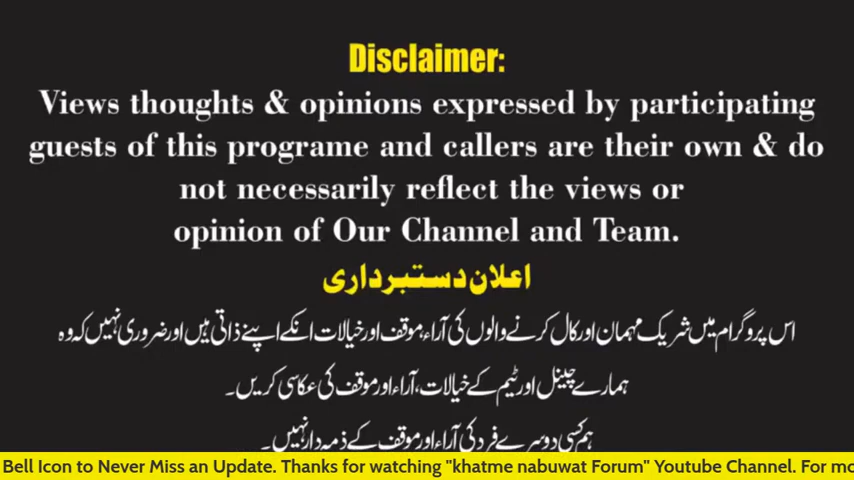 Disclaimer:
Views thoughts & opinions expressed by participating
guests of this programe and callers are their own & do
not necessarily reflect the views or
opinion of Our Channel and Team.
اعلان دستبرداری
اس پروگرام میں شریک مہمان اور کال کرنے والوں کی آراء، موقف اور خیالات انکے اپنے ذاتی ہیں اور ضروری نہیں کہ وہ
ہمارے چینل اور ٹیم کے خیالات، آراء اور موقف کی عکاسی کریں۔
ہم کسی دوسرے فرد کی آراء اور موقف کے ذمہ دار نہیں۔
Bell Icon to Never Miss an Update. Thanks for watching "khatme nabuwat Forum" Youtube Channel. For mo